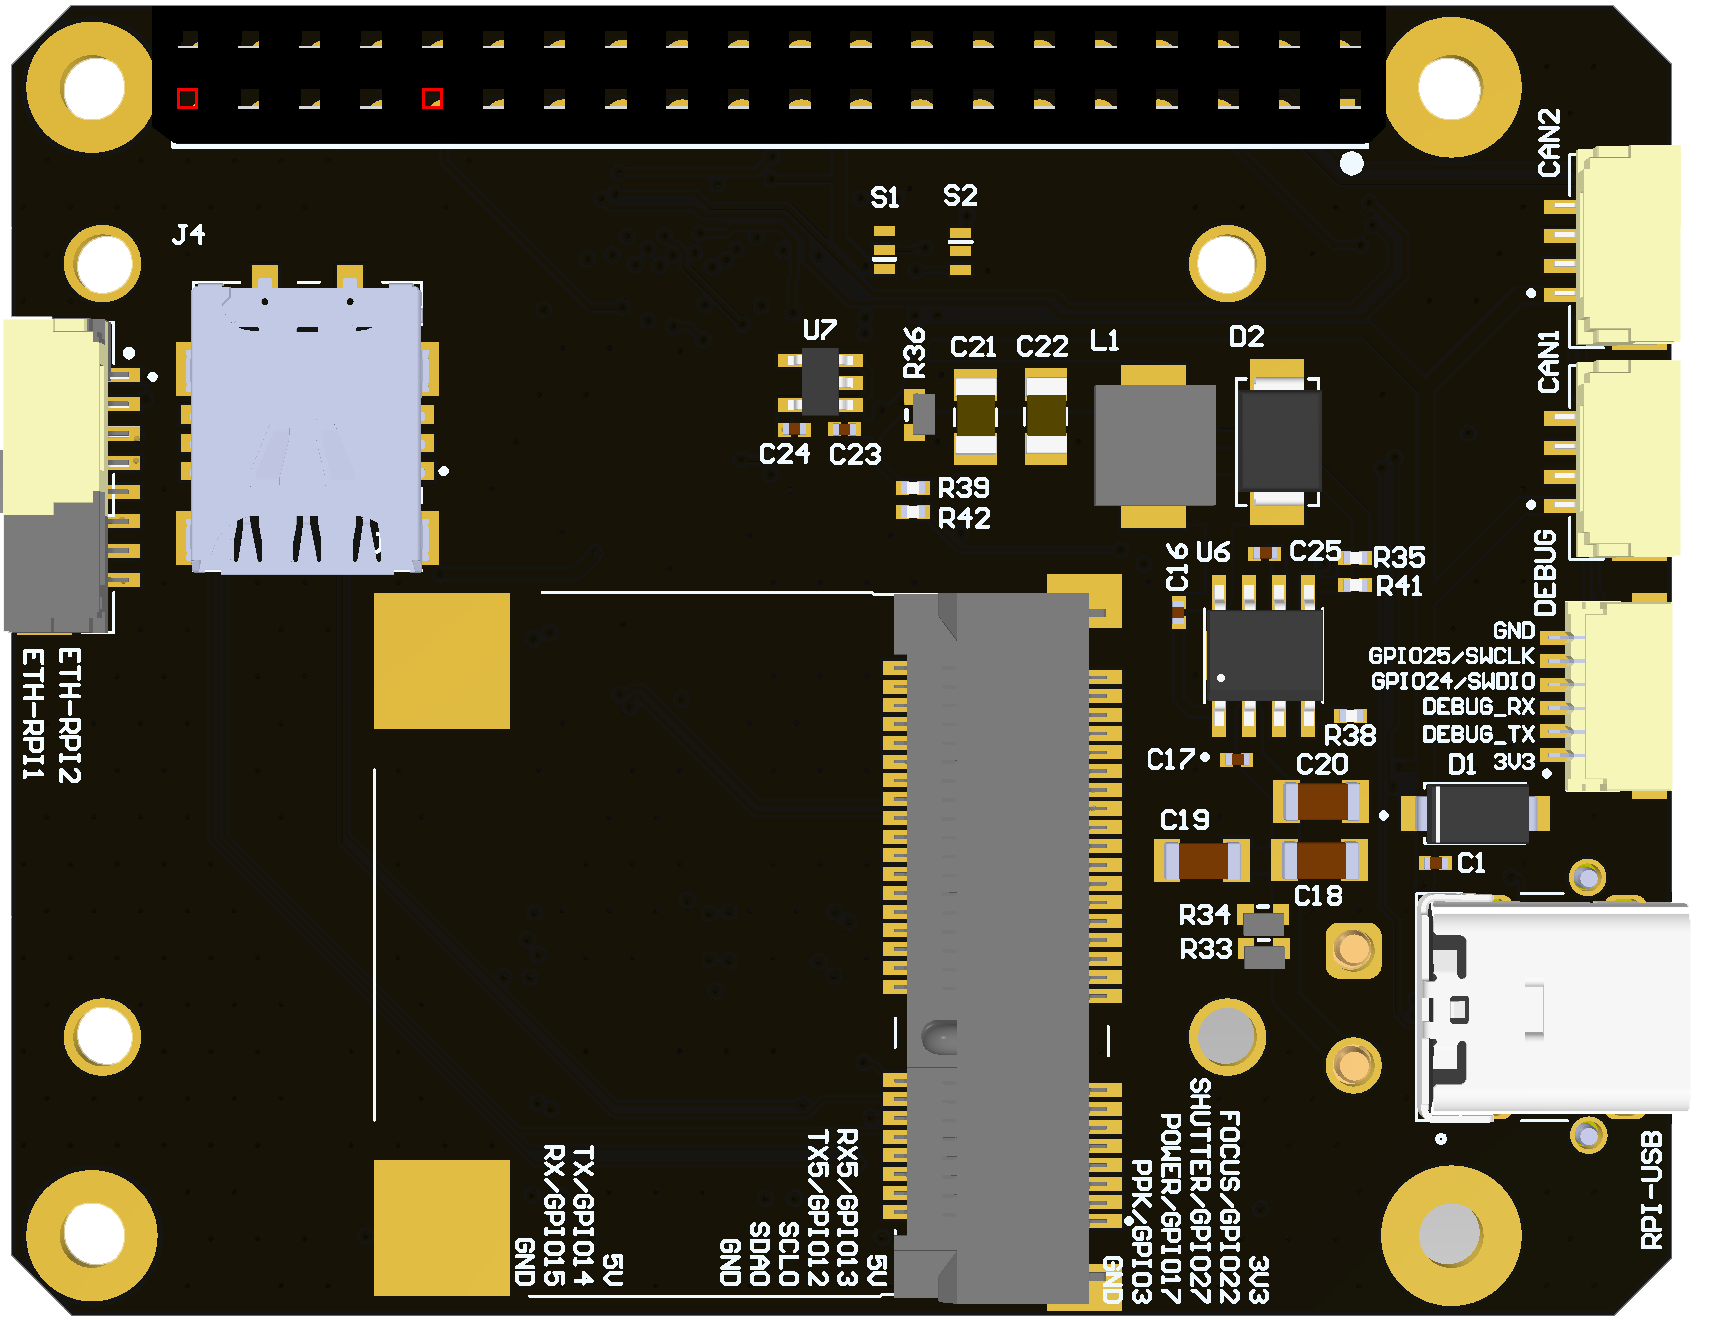 CAN2
S1
S2
J4
U7
R36
C21
C22
L1
D2
CAN1
C24
C23
R39
R42
C16
U6
C25
R35
R41
DEBUG
GND
GPIO25/SWCLK
GPIO24/SWDIO
DEBUG_RX
DEBUG_TX
3V3
ETH-RPI1
ETH-RPI2
R38
C17
C20
D1
C19
C1
C18
R34
R33
GND
RX/GPIO15
TX/GPIO14
5V
GND
SDA0
SCL0
TX5/GPIO12
RX5/GPIO13
5V
GND
PPK/GPIO3
POWER/GPIO17
SHUTTER/GPIO27
FOCUS/GPIO22
3V3
RPI-USB